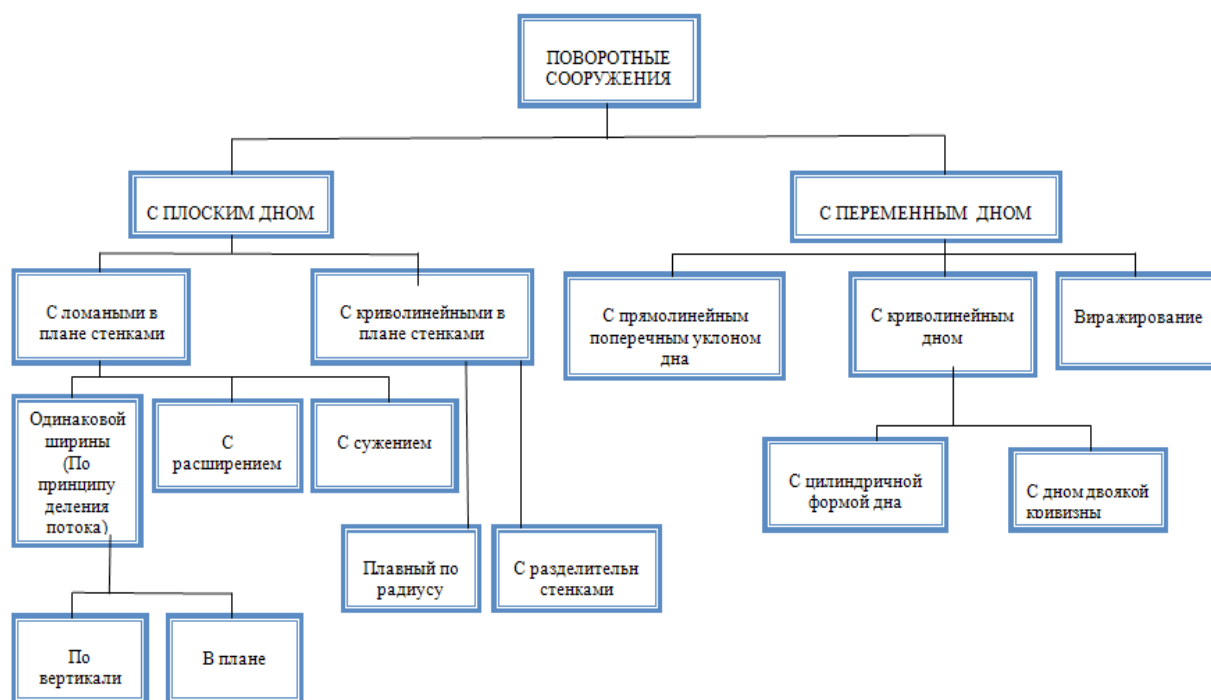 ПОВОРОТНЫЕ
СООРУЖЕНИЯ
С ПЛОСКИМ ДНОМ
С ПЕРЕМЕННЫМ ДНОМ
С ломаными в
плане стенками
С криволинейными в
плане стенками
С прямолинейным
поперечным уклоном
дна
С криволинейным
дном
Виражирование
Одинаковой
ширины
(По
принципу
деления
потока)
С
расширением
С сужением
С цилиндричной
формой дна
С дном двоякой
кривизны
Плавный по
радиусу
С разделительн
стенками
По
вертикали
В плане